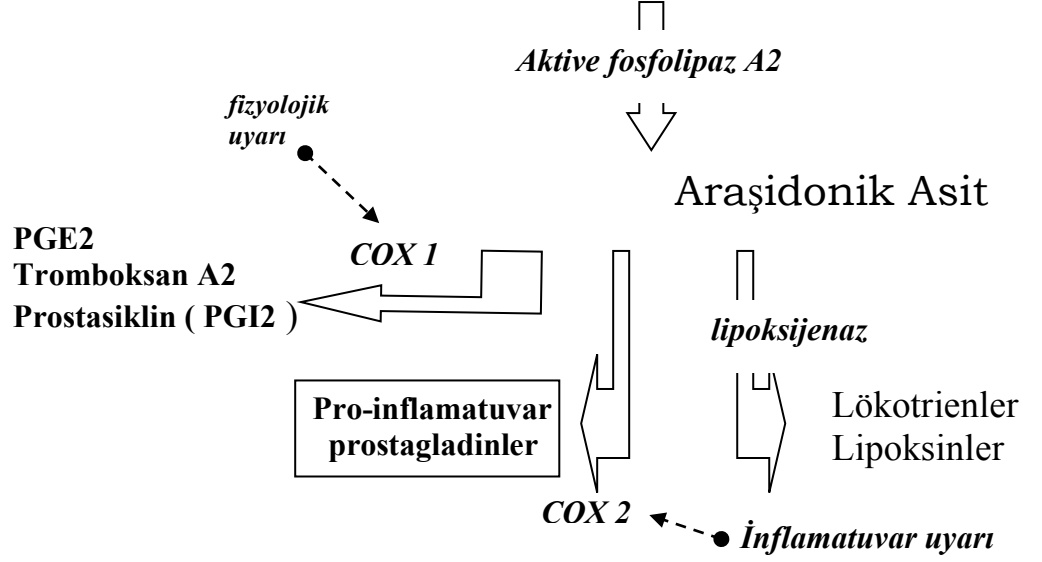 Aktive fosfolipaz A2
fizyolojik
uyarı
Araşidonik Asit
PGE2
COX 1
Tromboksan A2
Prostasiklin ( PGI2 )
lipoksijenaz
Pro-inflamatuvar
prostagladinler
Lökotrienler
Lipoksinler
COX 2
İnflamatuvar uyarı